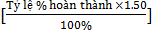 [Tỷ lệ % hoàn thành ×1.50
100%]